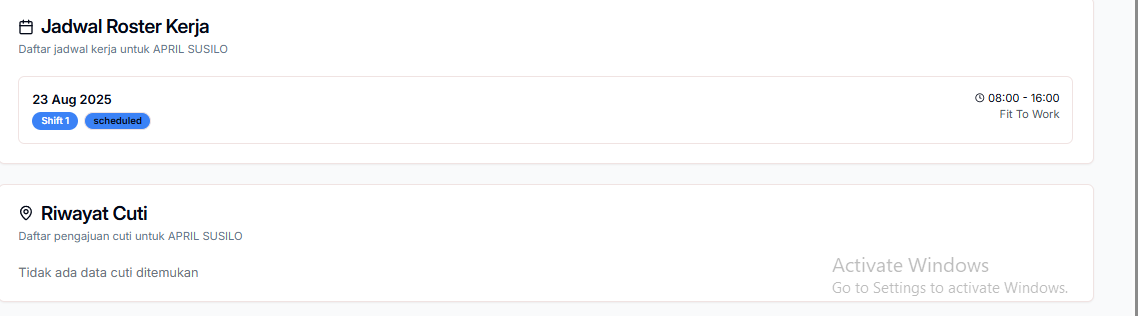 Jadwal Roster Kerja
Daftar jadwal kerja untuk APRIL SUSILO
23 Aug 2025
08:00 - 16:00
Shift 1 scheduled
Fit To Work
Riwayat Cuti
Daftar pengajuan cuti untuk APRIL SUSILO
Tidak ada data cuti ditemukan
Activate Windows
Go to Settings to activate Windows.